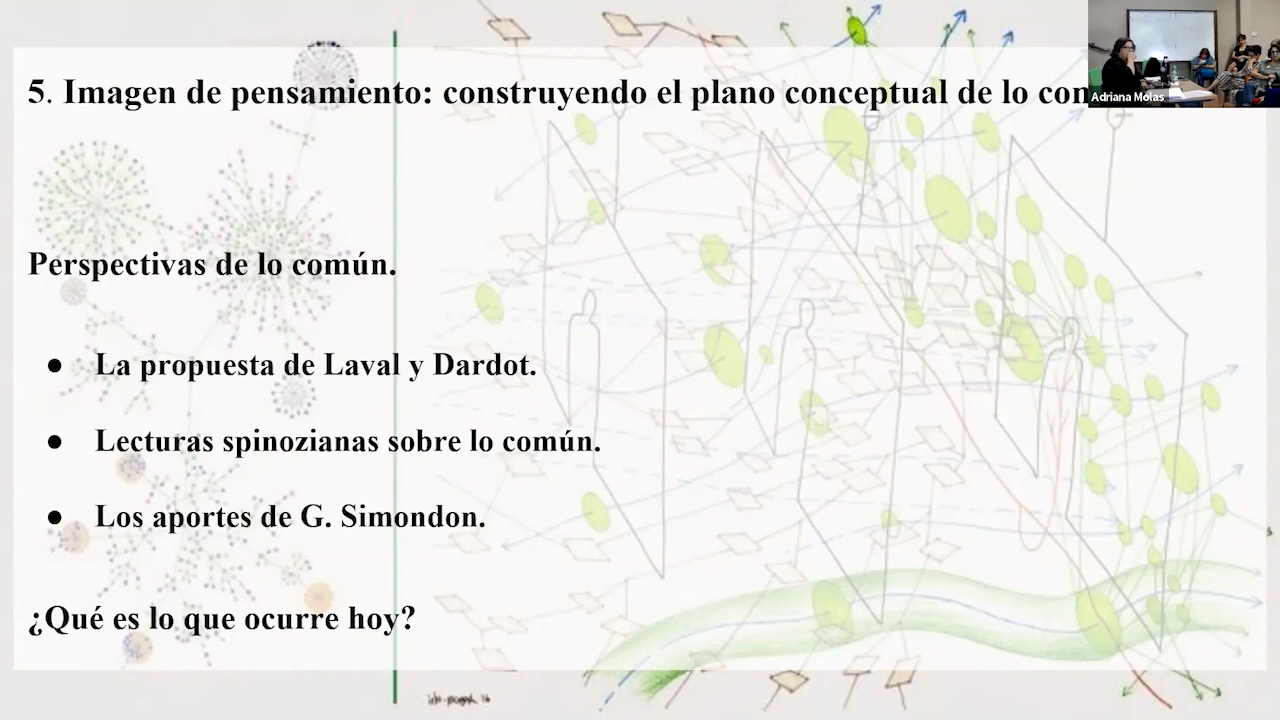 5. Imagen de pensamiento: construyendo el plano conceptual de lo
Adriana Molas
Perspectivas de lo común.
● La propuesta de Laval y Dardot.
● Lecturas spinozianas sobre lo común.
● Los aportes de G. Simondon.
¿Qué es lo que ocurre hoy?